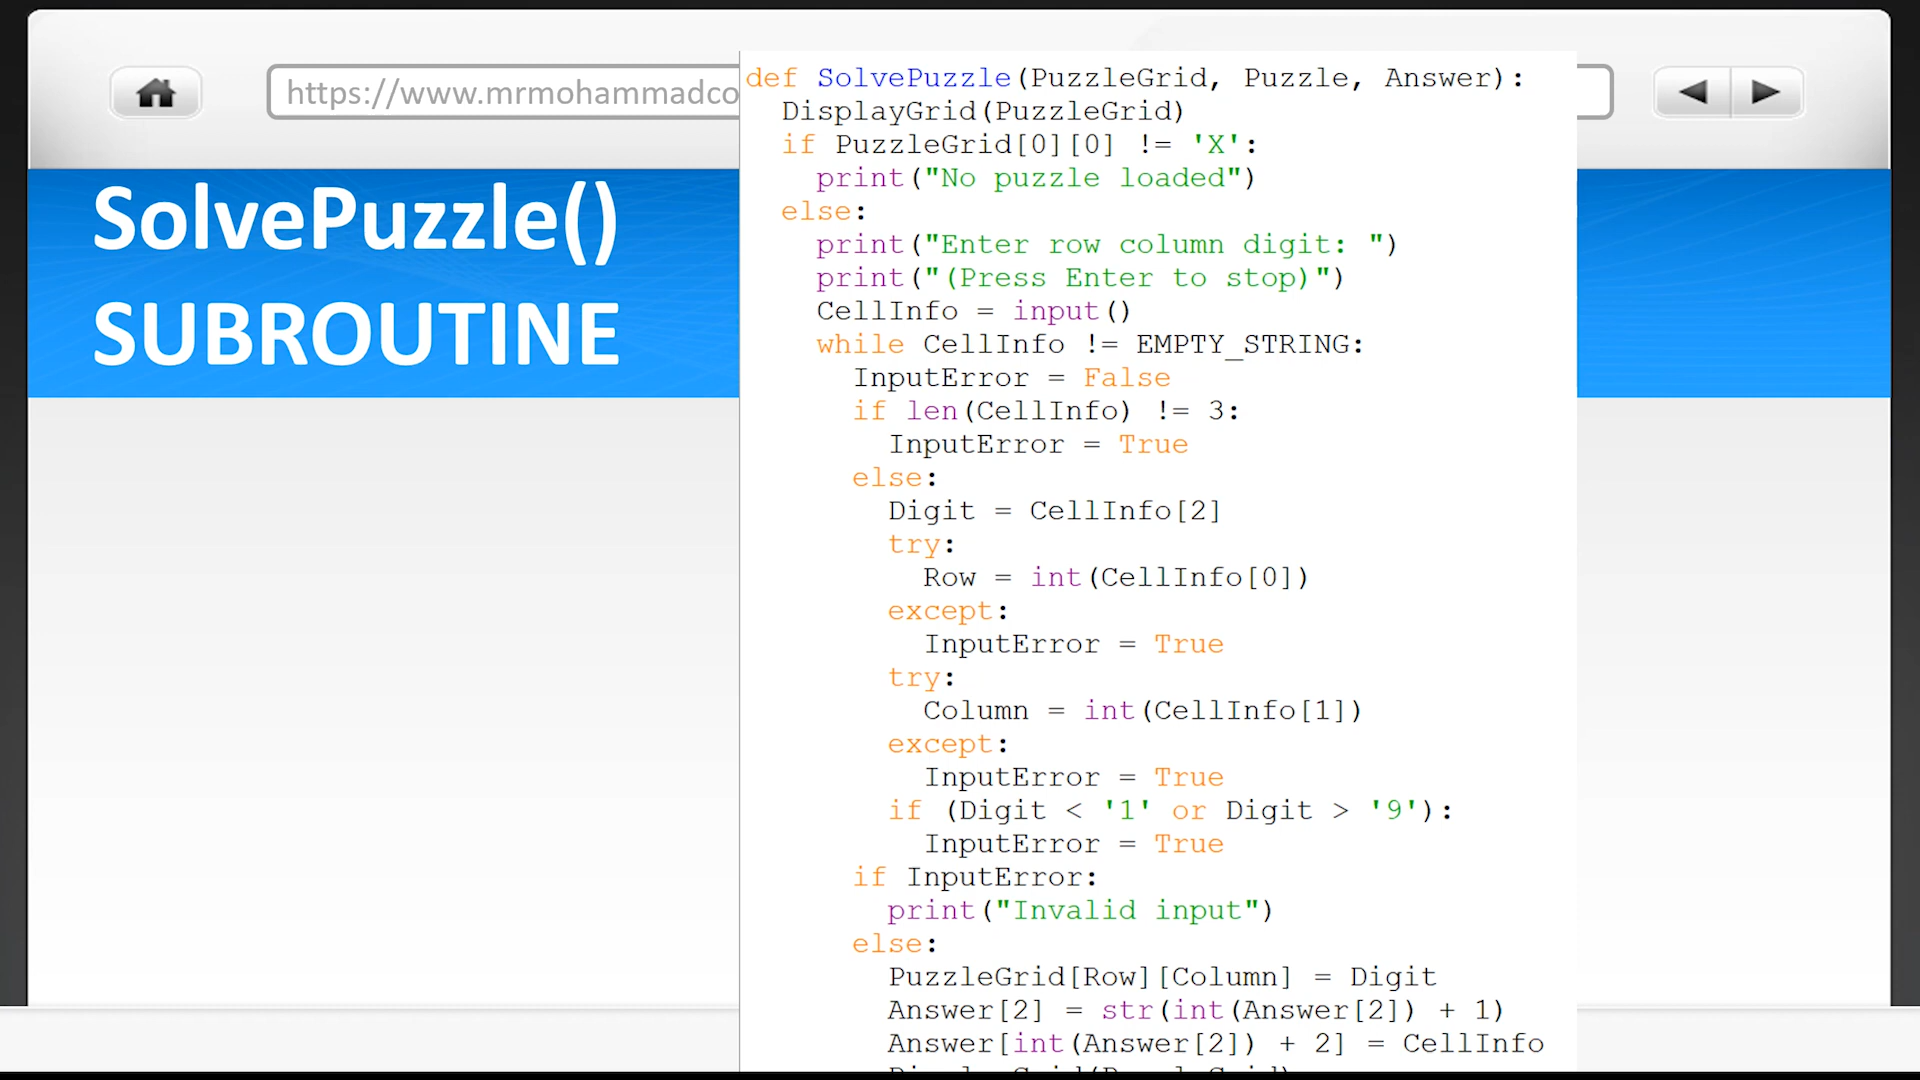 https://www.mrmohammadco
SolvePuzzle()
SUBROUTINE
def SolvePuzzle(PuzzleGrid, Puzzle, Answer):
  DisplayGrid(PuzzleGrid)
  if PuzzleGrid[0][0] != 'X':
    print("No puzzle loaded")
  else:
    print("Enter row column digit: ")
    print("(Press Enter to stop)")
    CellInfo = input()
    while CellInfo != EMPTY_STRING:
      InputError = False
      if len(CellInfo) != 3:
        InputError = True
      else:
        Digit = CellInfo[2]
        try:
          Row = int(CellInfo[0])
        except:
          InputError = True
        try:
          Column = int(CellInfo[1])
        except:
          InputError = True
        if (Digit < '1' or Digit > '9'):
          InputError = True
      if InputError:
        print("Invalid input")
      else:
        PuzzleGrid[Row][Column] = Digit
        Answer[2] = str(int(Answer[2]) + 1)
        Answer[int(Answer[2]) + 2] = CellInfo